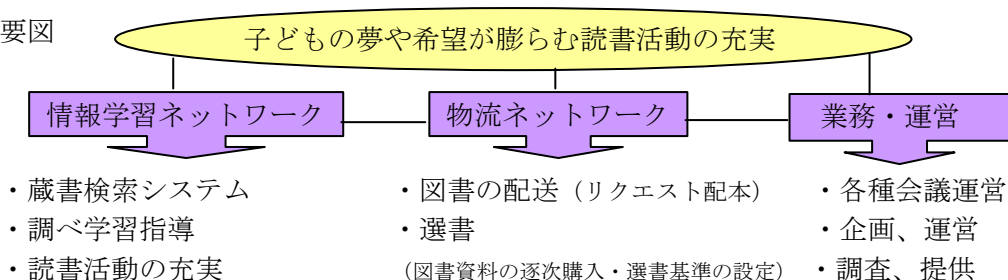 要図
子どもの夢や希望が膨らむ読書活動の充実
情報学習ネットワーク
物流ネットワーク
業務・運営
・蔵書検索システム
・調べ学習指導
・読書活動の充実
・図書の配送（リクエスト配本）
・選書
（図書資料の逐次購入・選書基準の設定）
・各種会議運営
・企画、運営
・調査、提供